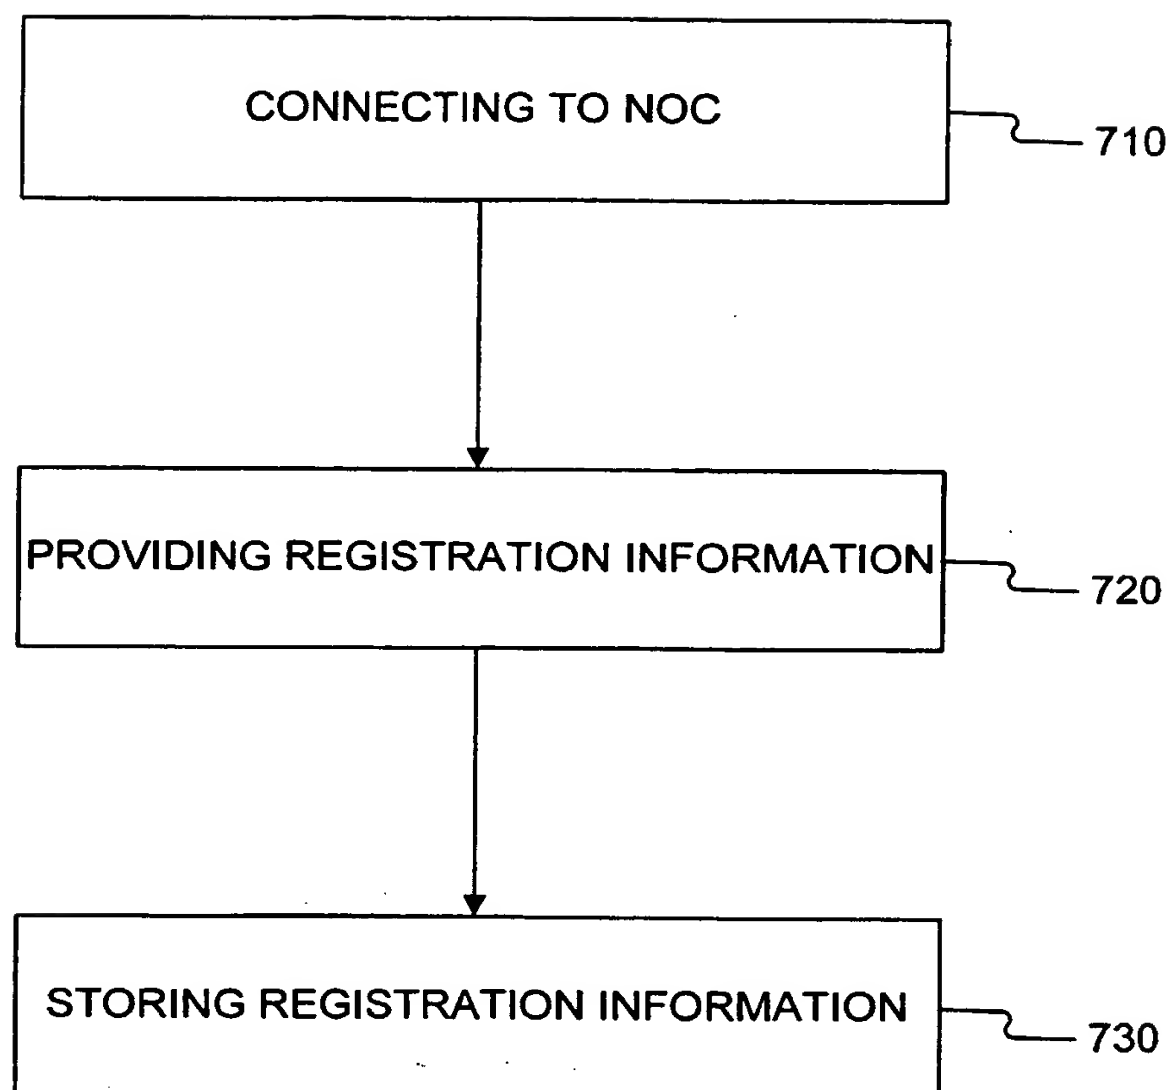 CONNECTING TO NOC
710
PROVIDING REGISTRATION INFORMATION
720
STORING REGISTRATION INFORMATION
730